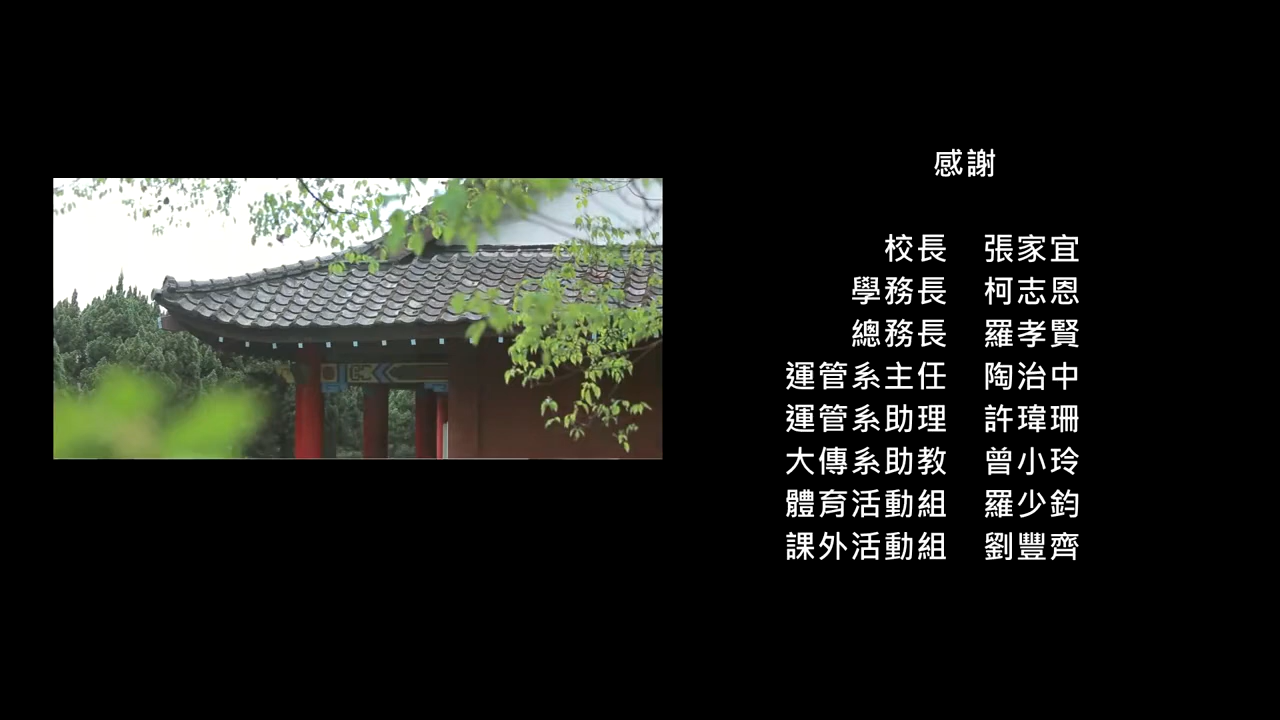 感謝
校長 張家宜
學務長 柯志恩
總務長 羅孝賢
運管系主任 陶治中
運管系助理 許瑋珊
大傳系助教 曾小玲
體育活動組 羅少鈞
課外活動組 劉豐齊